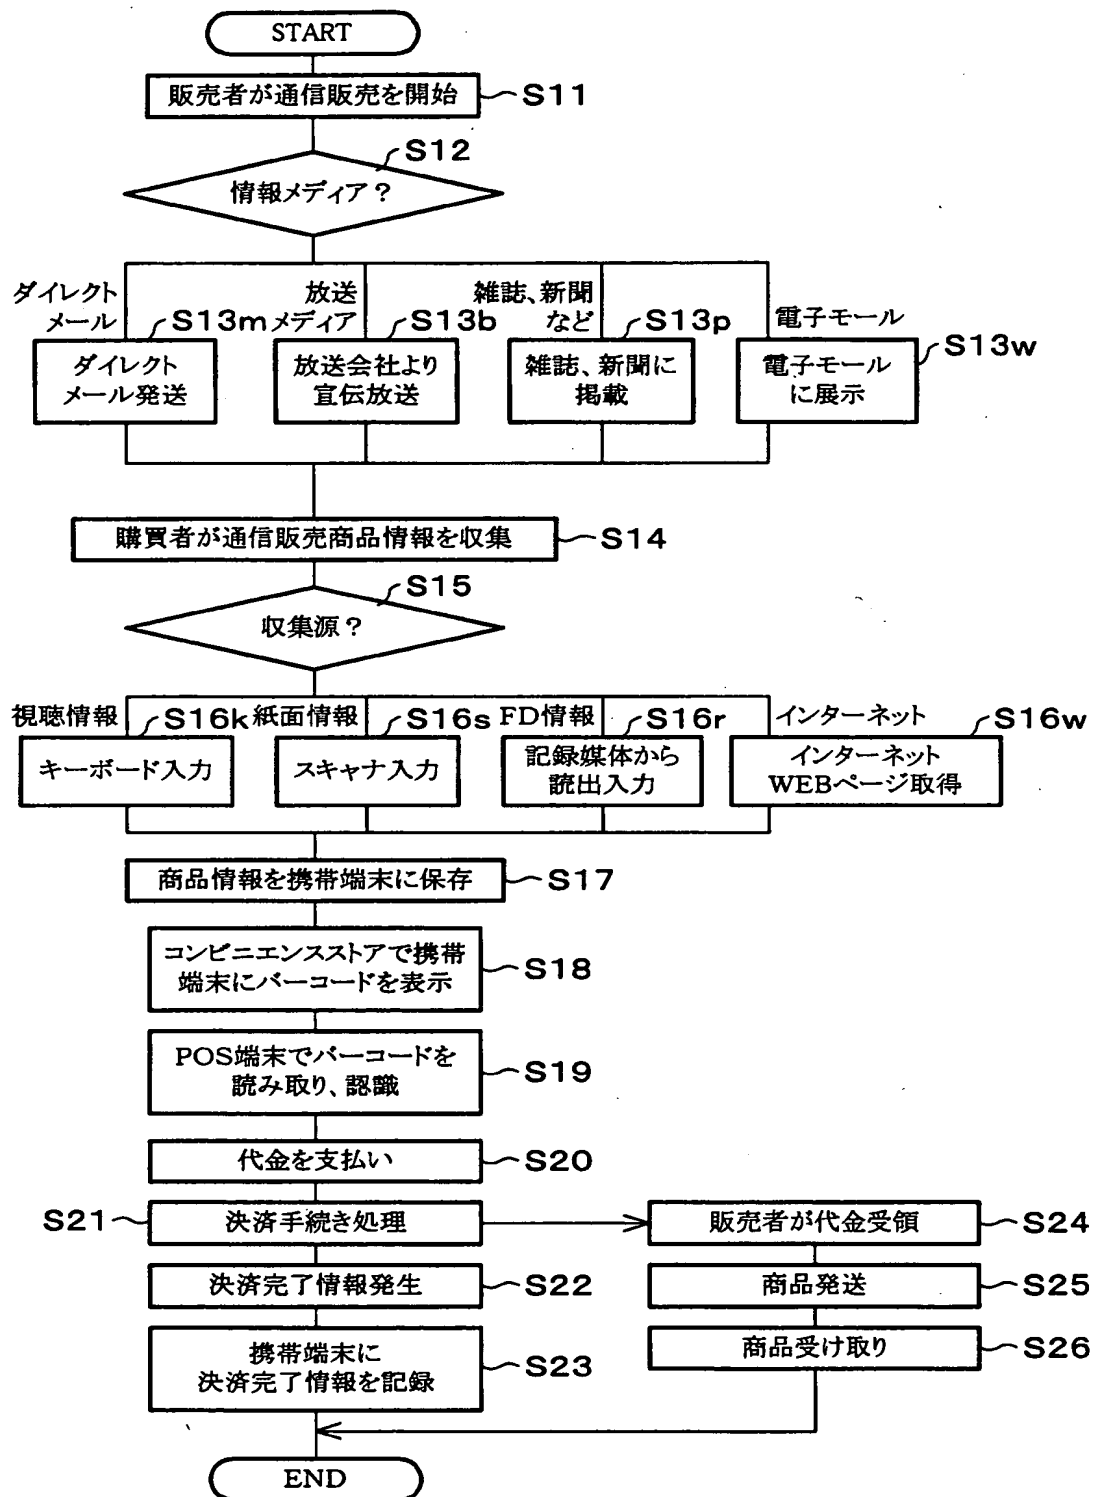 START
販売者が通信販売を開始
S11
S12
情報メディア?
ダイレクト
メール
放送
メディア
雑誌、新聞
など
電子モール
S13m
S13b
S13p
S13w
ダイレクト
メール発送
放送会社より
宣伝放送
雑誌、新聞に
掲載
電子モール
に展示
購買者が通信販売商品情報を収集
S14
S15
収集源?
視聴情報
S16k
紙面情報
S16s
FD情報
S16r
インターネット
S16w
キーボード入力
スキャナ入力
記録媒体から
読出入力
インターネット
WEBページ取得
商品情報を携帯端末に保存
S17
コンビニエンスストアで携帯
端末にバーコードを表示
S18
POS端末でバーコードを
読み取り、認識
S19
代金を支払い
S20
S21
決済手続き処理
販売者が代金受領
S24
決済完了情報発生
S22
商品発送
S25
携帯端末に
決済完了情報を記録
S23
商品受け取り
S26
END